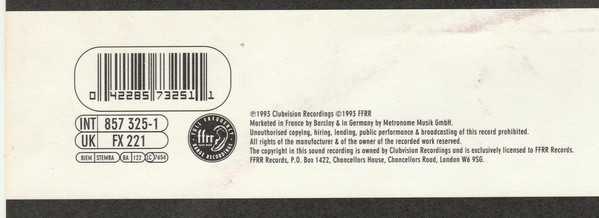 0 42285 73251 1
INT 857 325-1
UK FX 221
BIEM STEMRA BA 122 LC 7654
FULL FREQUENCY
ffrr
RANGE RECORDINGS
℗1995 Clubvision Recordings ©1995 FFRR
Marketed in France by Barclay & in Germany by Metronome Musik GmbH.
Unauthorised copying, hiring, lending, public performance & broadcasting of this record prohibited.
All rights of the manufacturer & of the owner of the recorded work reserved.
The copyright in this sound recording is owned by Clubvision Recordings and is exclusively licensed to FFRR Records.
FFRR Records, P.O. Box 1422, Chancellors House, Chancellors Road, London W6 9SG.